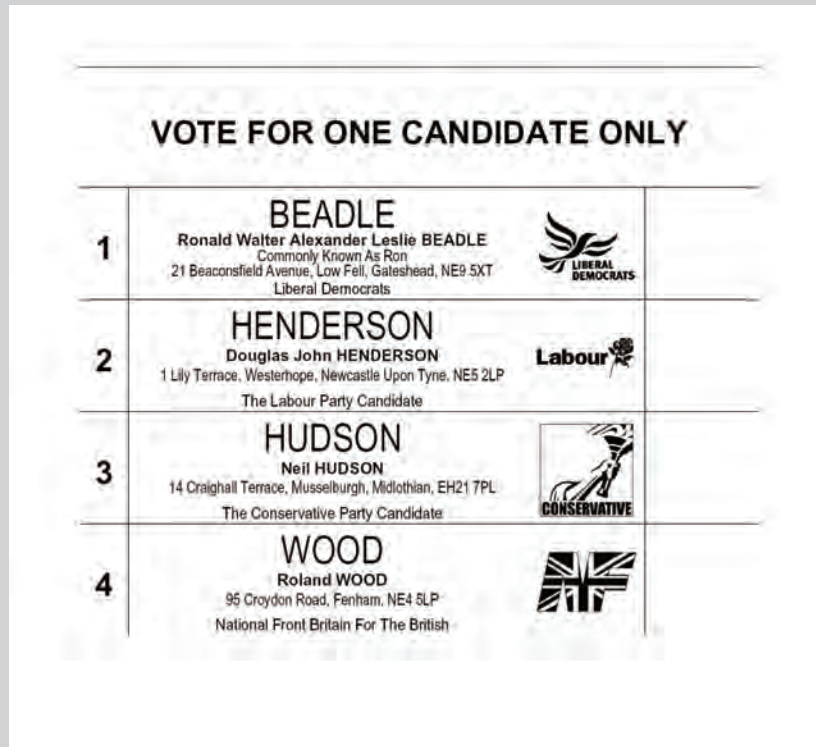 VOTE FOR ONE CANDIDATE ONLY
1
BEADLE
Ronald Walter Alexander Leslie BEADLE
Commonly Known As Ron
21 Beaconsfield Avenue, Low Fell, Gateshead, NE9 5XT
Liberal Democrats
LIBERAL
DEMOCRATS
2
HENDERSON
Douglas John HENDERSON
1 Lily Terrace, Westerhope, Newcastle Upon Tyne, NE5 2LP
The Labour Party Candidate
Labour
3
HUDSON
Neil HUDSON
14 Craighall Terrace, Musselburgh, Midlothian, EH21 7PL
The Conservative Party Candidate
CONSERVATIVE
4
WOOD
Roland WOOD
95 Croydon Road, Fenham, NE4 5LP
National Front Britain For The British
NF